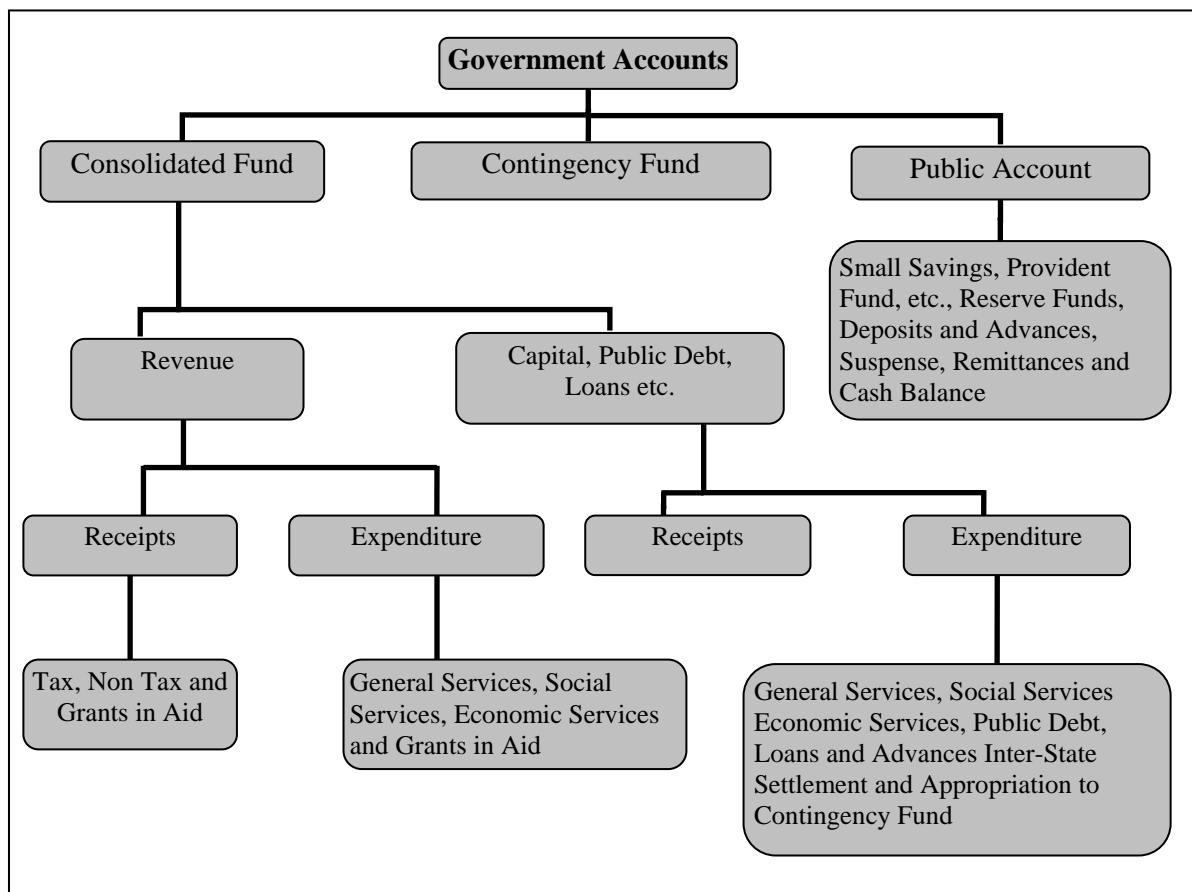 Government Accounts
Consolidated Fund
Contingency Fund
Public Account
Small Savings, Provident
Fund, etc., Reserve Funds,
Deposits and Advances,
Suspense, Remittances and
Cash Balance
Revenue
Capital, Public Debt,
Loans etc.
Receipts
Expenditure
Receipts
Expenditure
Tax, Non Tax and
Grants in Aid
General Services, Social
Services, Economic Services
and Grants in Aid
General Services, Social Services
Economic Services, Public Debt,
Loans and Advances Inter-State
Settlement and Appropriation to
Contingency Fund